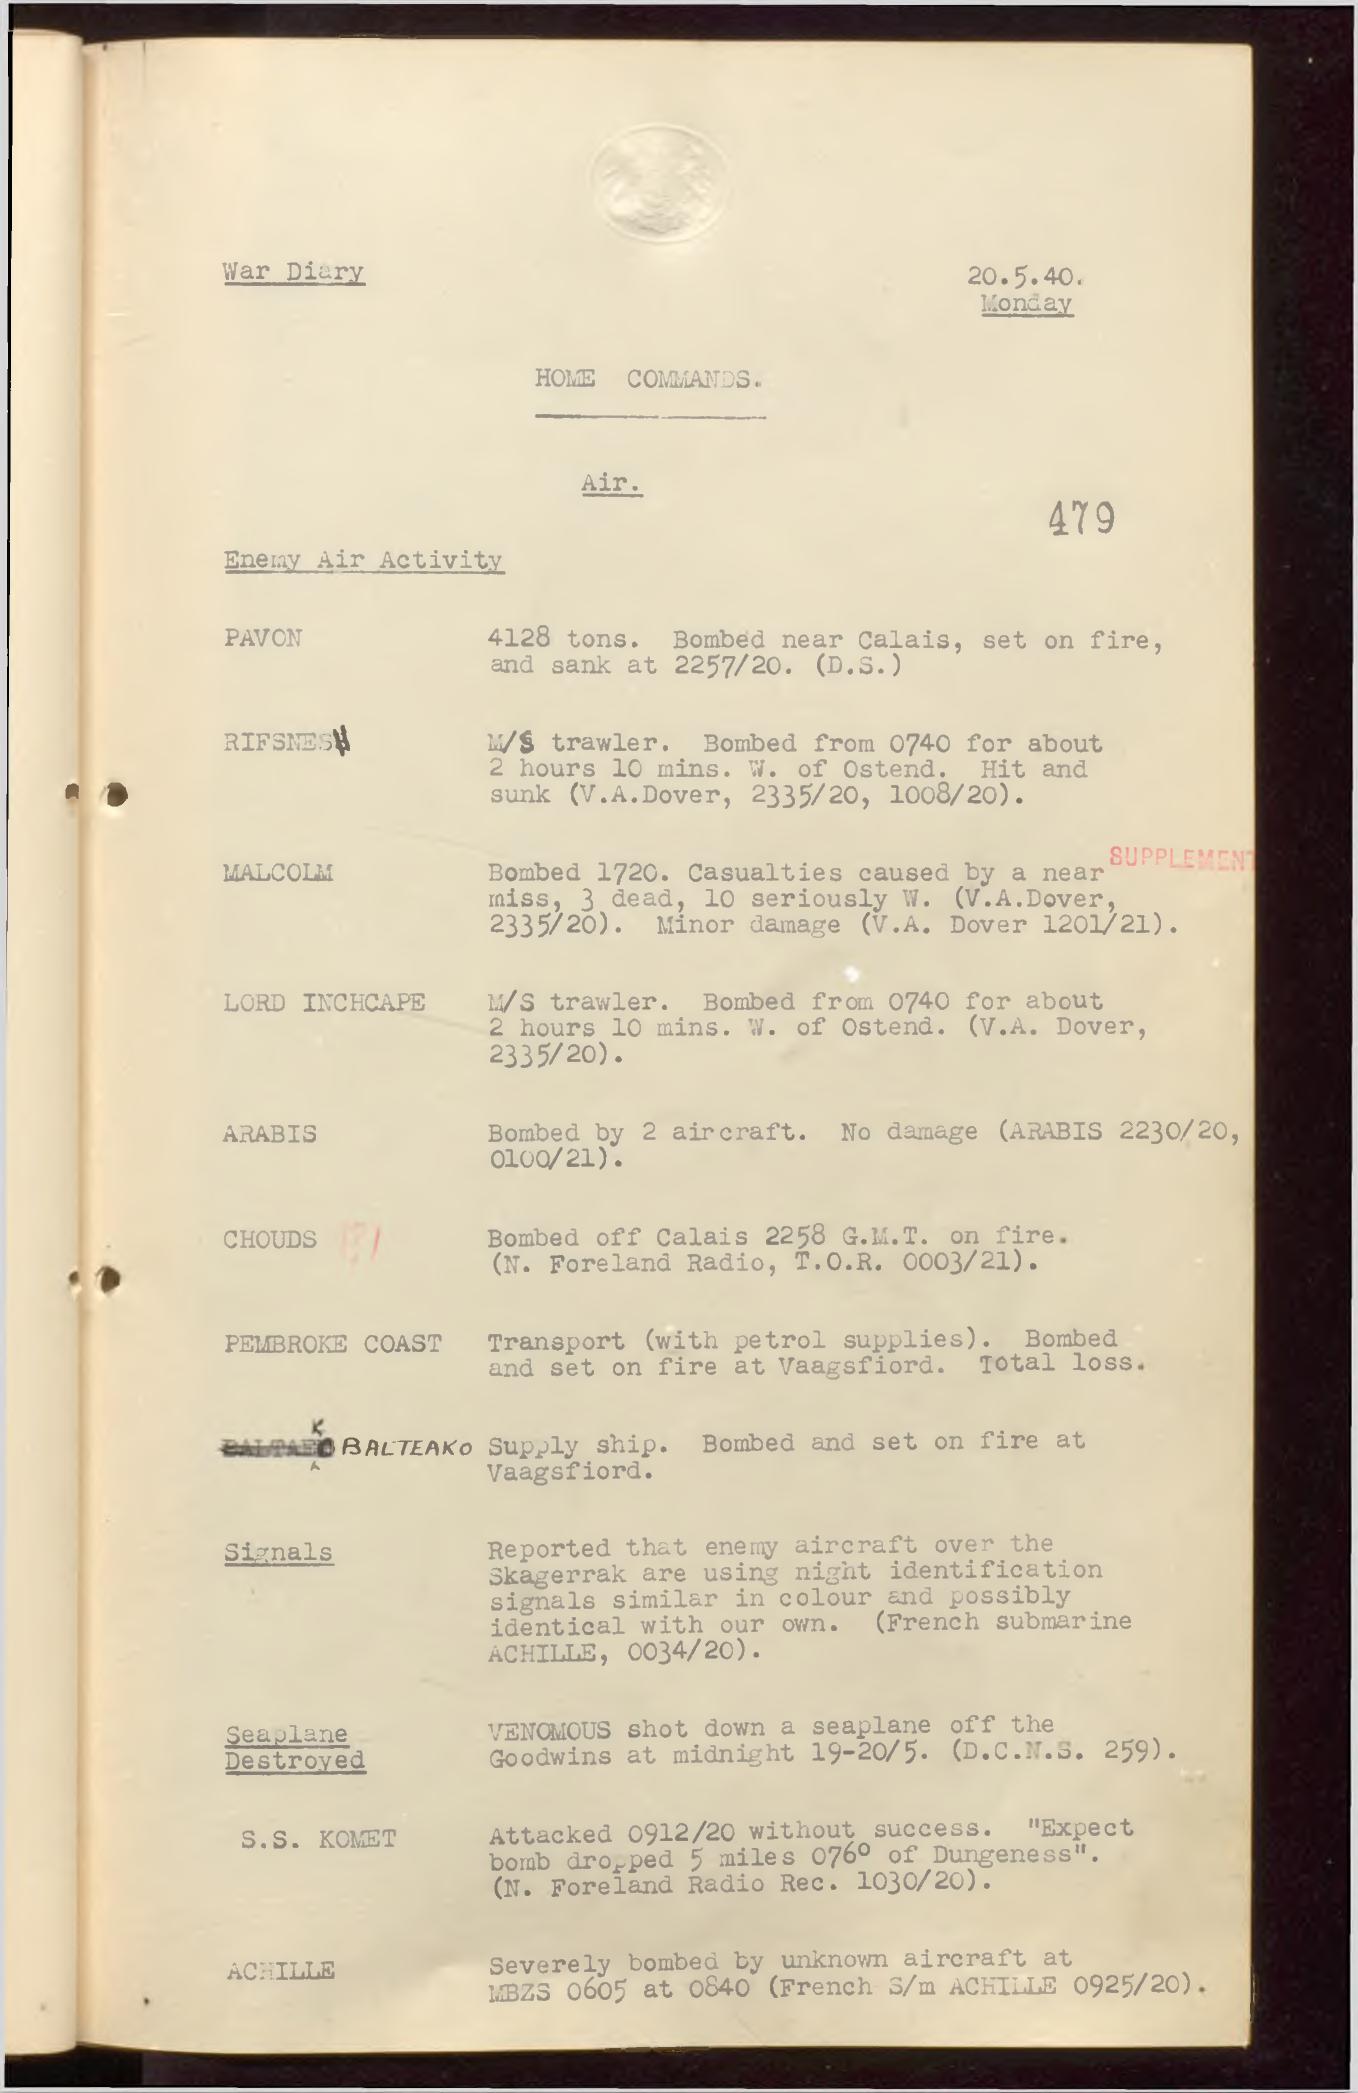 War Diary
20.5.40.
Monday
HOME COMMANDS.
Air.
479
Enemy Air Activity
PAVON 4128 tons. Bombed near Calais, set on fire,
and sank at 2257/20. (D.S.)
RIFSNES M/S trawler. Bombed from 0740 for about
2 hours 10 mins. W. of Ostend. Hit and
sunk (V.A.Dover, 2335/20, 1008/20).
SUPPLEMENT
MALCOLM Bombed 1720. Casualties caused by a near
miss, 3 dead, 10 seriously W. (V.A.Dover,
2335/20). Minor damage (V.A. Dover 1201/21).
LORD INCHCAPE M/S trawler. Bombed from 0740 for about
2 hours 10 mins. W. of Ostend. (V.A. Dover,
2335/20).
ARABIS Bombed by 2 aircraft. No damage (ARABIS 2230/20,
0100/21).
CHOUDS Bombed off Calais 2258 G.M.T. on fire.
(N. Foreland Radio, T.O.R. 0003/21).
PEMBROKE COAST Transport (with petrol supplies). Bombed
and set on fire at Vaagsfiord. Total loss.
BALTEAKO Supply ship. Bombed and set on fire at
Vaagsfiord.
Signals Reported that enemy aircraft over the
Skagerrak are using night identification
signals similar in colour and possibly
identical with our own. (French submarine
ACHILLE, 0034/20).
Seaplane VENOMOUS shot down a seaplane off the
Destroyed Goodwins at midnight 19-20/5. (D.C.N.S. 259).
S.S. KOMET Attacked 0912/20 without success. "Expect
bomb dropped 5 miles 076° of Dungeness".
(N. Foreland Radio Rec. 1030/20).
ACHILLE Severely bombed by unknown aircraft at
MBZS 0605 at 0840 (French S/m ACHILLE 0925/20).